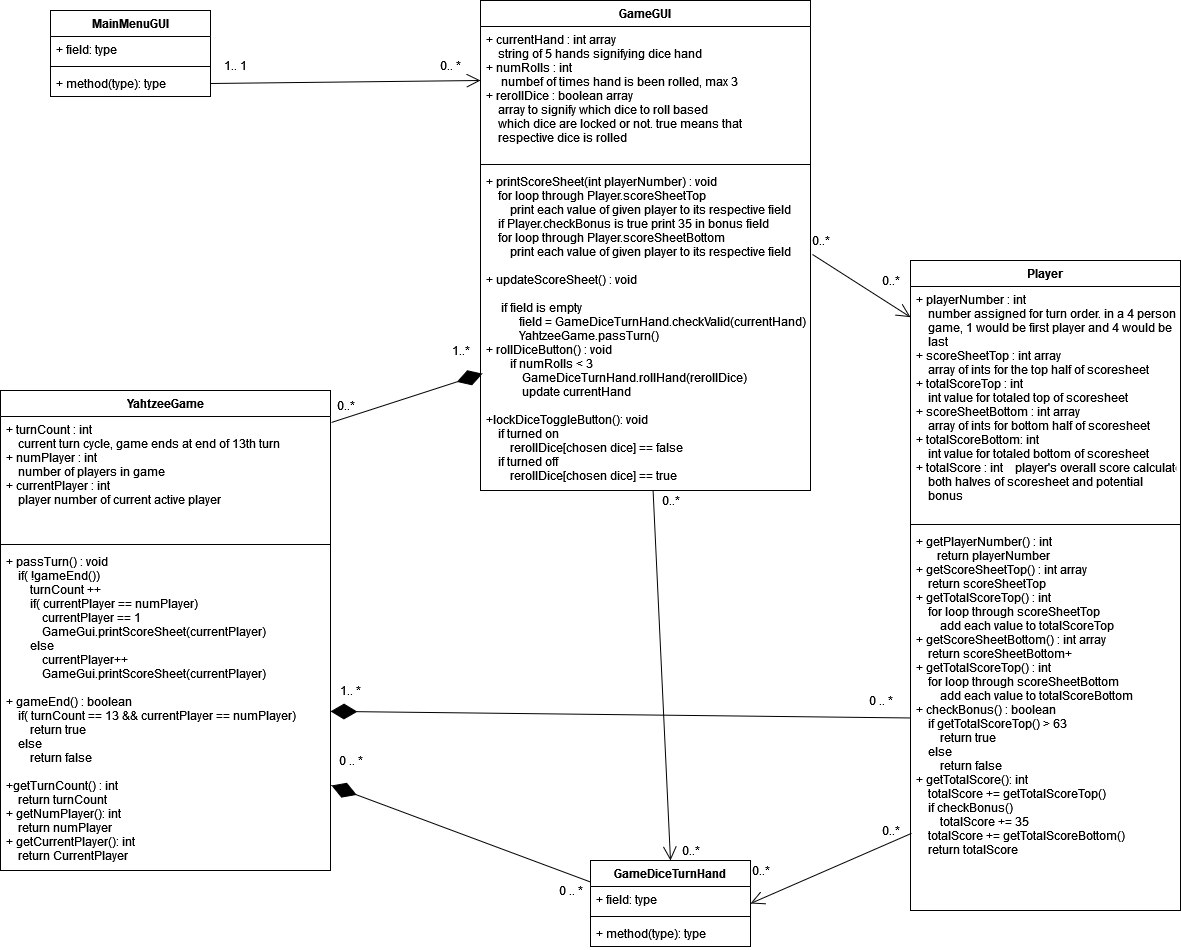 MainMenuGUI
+ field: type
+ method(type): type
1.. 1
0.. *
GameGUI
+ currentHand : int array
string of 5 hands signifying dice hand
+ numRolls : int
numbef of times hand is been rolled, max 3
+ rerollDice : boolean array
array to signify which dice to roll based
which dice are locked or not. true means that
respective dice is rolled
+ printScoreSheet(int playerNumber) : void
for loop through Player.scoreSheetTop
print each value of given player to its respective field
if Player.checkBonus is true print 35 in bonus field
for loop through Player.scoreSheetBottom
print each value of given player to its respective field
+ updateScoreSheet() : void
if field is empty
field = GameDiceTurnHand.checkValid(currentHand)
YahtzeeGame.passTurn()
+ rollDiceButton() : void
if numRolls < 3
GameDiceTurnHand.rollHand(rerollDice)
update currentHand
+lockDiceToggleButton(): void
if turned on
rerollDice[chosen dice] == false
if turned off
rerollDice[chosen dice] == true
0..*
0..*
1..*
0..*
0..*
Player
+ playerNumber : int
number assigned for turn order. in a 4 person
game, 1 would be first player and 4 would be
last
+ scoreSheetTop : int array
array of ints for the top half of scoresheet
+ totalScoreTop : int
int value for totaled top of scoresheet
+ scoreSheetBottom : int array
array of ints for bottom half of scoresheet
+ totalScoreBottom: int
int value for totaled bottom of scoresheet
+ totalScore : int player's overall score calculat
both halves of scoresheet and potential
bonus
+ getPlayerNumber() : int
return playerNumber
+ getScoreSheetTop() : int array
return scoreSheetTop
+ getTotalScoreTop() : int
for loop through scoreSheetTop
add each value to totalScoreTop
+ getScoreSheetBottom() : int array
return scoreSheetBottom+
+ getTotalScoreTop() : int
for loop through scoreSheetBottom
add each value to totalScoreBottom
+ checkBonus() : boolean
if getTotalScoreTop() > 63
return true
else
return false
+ getTotalScore(): int
totalScore += getTotalScoreTop()
if checkBonus()
totalScore += 35
totalScore += getTotalScoreBottom()
return totalScore
YahtzeeGame
+ turnCount : int
current turn cycle, game ends at end of 13th turn
+ numPlayer : int
number of players in game
+ currentPlayer : int
player number of current active player
+ passTurn() : void
if( !gameEnd())
turnCount ++
if( currentPlayer == numPlayer)
currentPlayer == 1
GameGui.printScoreSheet(currentPlayer)
else
currentPlayer++
GameGui.printScoreSheet(currentPlayer)
+ gameEnd() : boolean
if( turnCount == 13 && currentPlayer == numPlayer)
return true
else
return false
+getTurnCount() : int
return turnCount
+ getNumPlayer(): int
return numPlayer
+ getCurrentPlayer(): int
return CurrentPlayer
1.. *
0 .. *
0 .. *
0 .. *
0..*
0..*
0..*
GameDiceTurnHand
+ field: type
+ method(type): type